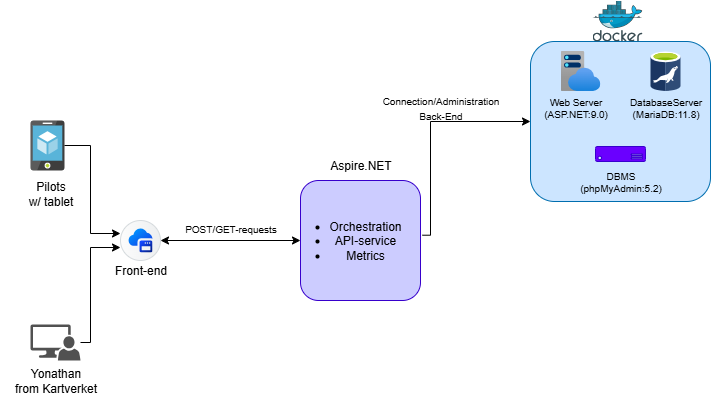 docker
Web Server
(ASP.NET:9.0)
DatabaseServer
(MariaDB:11.8)
DBMS
(phpMyAdmin:5.2)
Connection/Administration
Back-End
Aspire.NET
• Orchestration
• API-service
• Metrics
POST/GET-requests
Pilots
w/ tablet
Front-end
Yonathan
from Kartverket